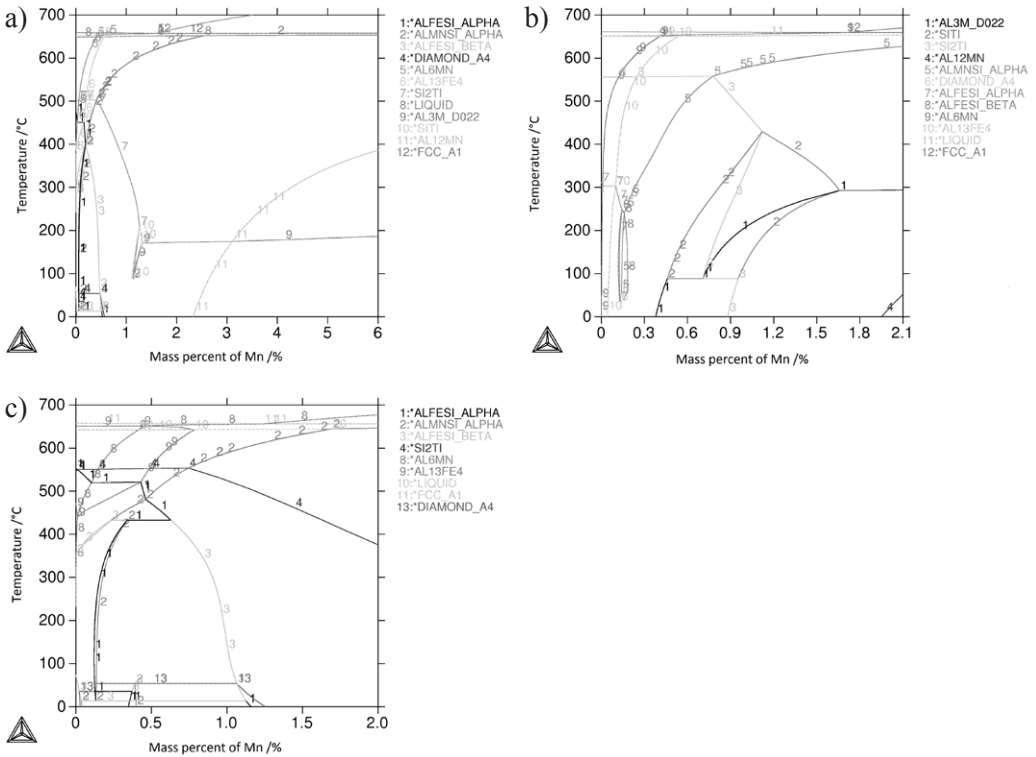 a)
700
600
500
400
300
200
100
0
Temperature /°C
0 1 2 3 4 5 6
Mass percent of Mn /%
1:*ALFESI_ALPHA
2:*ALMNSI_ALPHA
3:*ALFESI_BETA
4:*DIAMOND_A4
5:*AL6MN
6:*AL13FE4
7:*SI2TI
8:*LIQUID
9:*AL3M_D022
10:*SITI
11:*AL12MN
12:*FCC_A1
b)
700
600
500
400
300
200
100
0
Temperature /°C
0 0.3 0.6 0.9 1.2 1.5 1.8 2.1
Mass percent of Mn /%
1:*AL3M_D022
2:*SITI
3:*SI2TI
4:*AL12MN
5:*ALMNSI_ALPHA
6:*DIAMOND_A4
7:*ALFESI_ALPHA
8:*ALFESI_BETA
9:*AL6MN
10:*AL13FE4
11:*LIQUID
12:*FCC_A1
c)
700
600
500
400
300
200
100
0
Temperature /°C
0 0.5 1.0 1.5 2.0
Mass percent of Mn /%
1:*ALFESI_ALPHA
2:*ALMNSI_ALPHA
3:*ALFESI_BETA
4:*SI2TI
8:*AL6MN
9:*AL13FE4
10:*LIQUID
11:*FCC_A1
13:*DIAMOND_A4